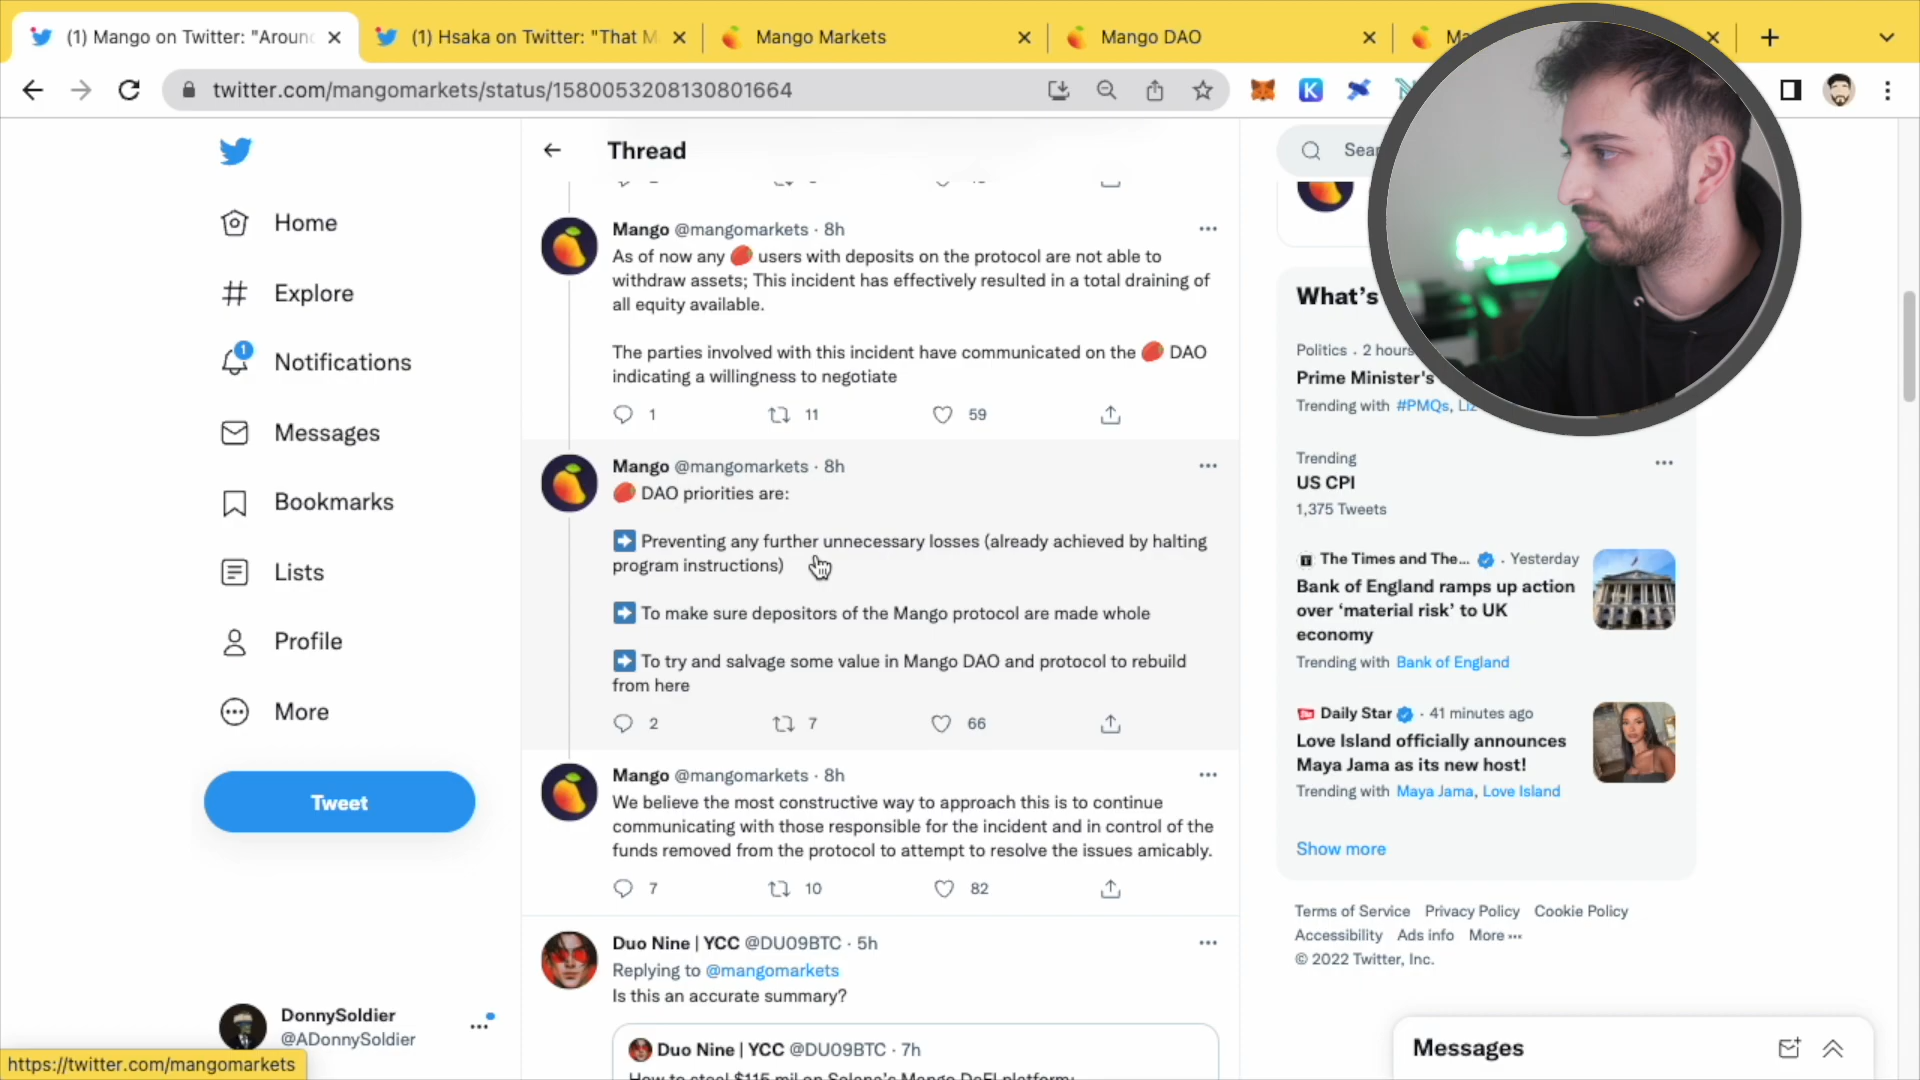 (1) Mango on Twitter: "Aroun
(1) Hsaka on Twitter: "That M
Mango Markets
Mango DAO
twitter.com/mangomarkets/status/1580053208130801664
K
Home
Explore
1
Notifications
Messages
Bookmarks
Lists
Profile
More
Tweet
DonnySoldier
@ADonnySoldier
https://twitter.com/mangomarkets
Thread
Mango @mangomarkets · 8h
As of now any users with deposits on the protocol are not able to
withdraw assets; This incident has effectively resulted in a total draining of
all equity available.
The parties involved with this incident have communicated on the DAO
indicating a willingness to negotiate
1 11 59
Mango @mangomarkets · 8h
DAO priorities are:
Preventing any further unnecessary losses (already achieved by halting
program instructions)
To make sure depositors of the Mango protocol are made whole
To try and salvage some value in Mango DAO and protocol to rebuild
from here
2 7 66
Mango @mangomarkets · 8h
We believe the most constructive way to approach this is to continue
communicating with those responsible for the incident and in control of the
funds removed from the protocol to attempt to resolve the issues amicably.
7 10 82
Duo Nine | YCC @DU09BTC · 5h
Replying to @mangomarkets
Is this an accurate summary?
Duo Nine | YCC @DU09BTC · 7h
How to steal $115 mil on Solana's Mango DeFI platform:
Sear
What's
Politics · 2 hours
Prime Minister's
Trending with #PMQs, Liz
Trending
US CPI
1,375 Tweets
The Times and The... · Yesterday
Bank of England ramps up action
over 'material risk' to UK
economy
Trending with Bank of England
Daily Star · 41 minutes ago
Love Island officially announces
Maya Jama as its new host!
Trending with Maya Jama, Love Island
Show more
Terms of Service Privacy Policy Cookie Policy
Accessibility Ads info More ···
© 2022 Twitter, Inc.
Messages